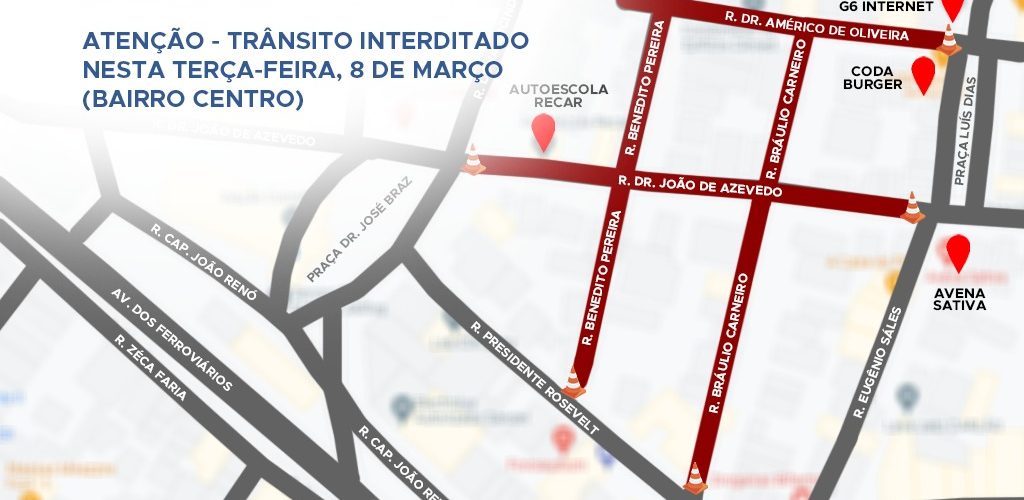 ATENÇÃO - TRÂNSITO INTERDITADO
NESTA TERÇA-FEIRA, 8 DE MARÇO
(BAIRRO CENTRO)
G6 INTERNET
R. DR. AMÉRICO DE OLIVEIRA
CODA
BURGER
AUTOESCOLA
RECAR
R. BENEDITO PEREIRA
R. BRÁULIO CARNEIRO
PRAÇA LUÍS DIAS
DR. JOÃO DE AZEVEDO
R. DR. JOÃO DE AZEVEDO
PRAÇA DR. JOSÉ BRAZ
R. CAP. JOÃO RENÓ
R. BENEDITO PEREIRA
AVENA
SATIVA
AV. DOS FERROVIÁRIOS
R. ZÉCA FARIA
R. PRESIDENTE ROSEVELT
R. BRÁULIO CARNEIRO
R. EUGÊNIO SÁLES
R. CAP. JOÃO RE